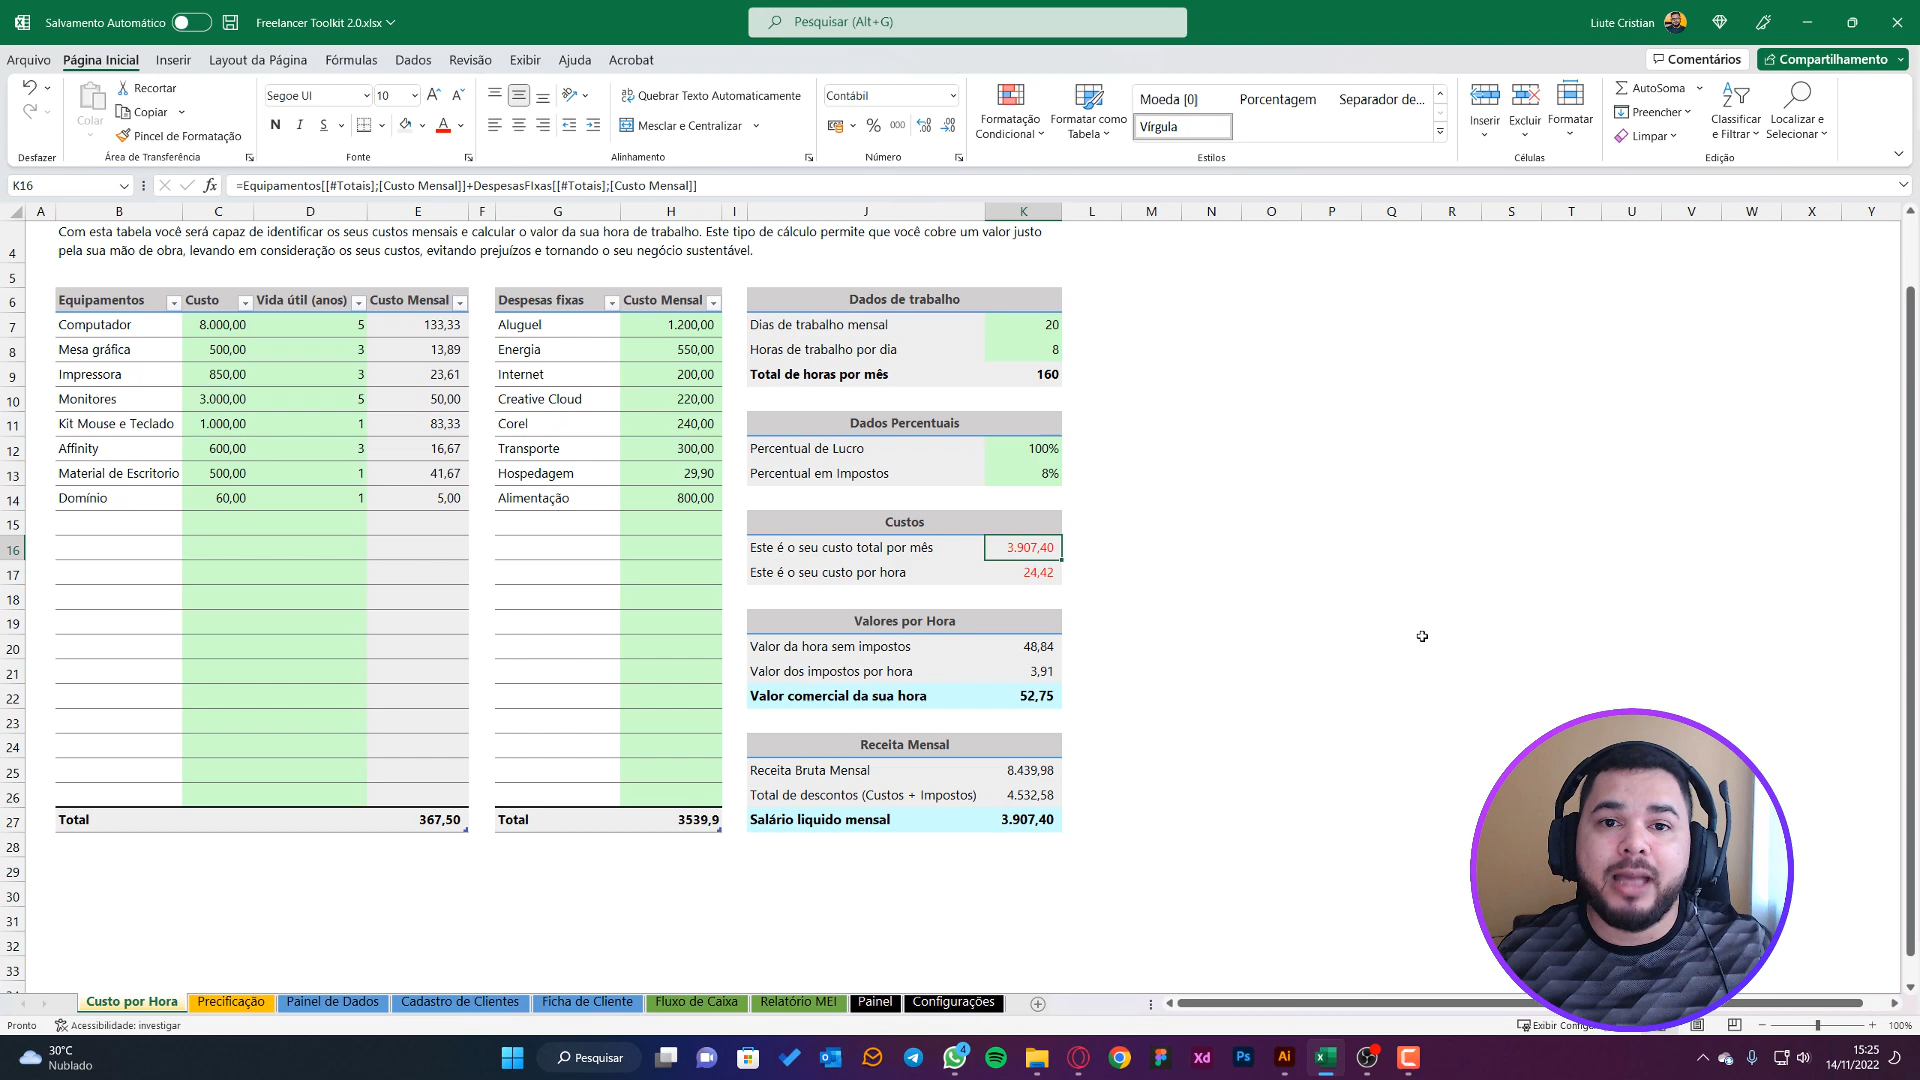 Salvamento Automático
Freelancer Toolkit 2.0.xlsx
Pesquisar (Alt+G)
Liute Cristian
Arquivo
Página Inicial
Inserir
Layout da Página
Fórmulas
Dados
Revisão
Exibir
Ajuda
Acrobat
Comentários
Compartilhamento
Desfazer
Colar
Recortar
Copiar
Pincel de Formatação
Área de Transferência
Segoe UI
10
N I S
Fonte
Quebrar Texto Automaticamente
Mesclar e Centralizar
Alinhamento
Contábil
% 000
Número
Formatação Condicional
Formatar como Tabela
Moeda [0]
Porcentagem
Separador de...
Vírgula
Estilos
Inserir
Excluir
Formatar
Células
AutoSoma
Preencher
Limpar
Classificar e Filtrar
Localizar e Selecionar
Edição
K16
=Equipamentos[[#Totais];[Custo Mensal]]+DespesasFIxas[[#Totais];[Custo Mensal]]
A B C D E F G H I J K L M N O P Q R S T U V W X Y
Com esta tabela você será capaz de identificar os seus custos mensais e calcular o valor da sua hora de trabalho. Este tipo de cálculo permite que você cobre um valor justo
4 pela sua mão de obra, levando em consideração os seus custos, evitando prejuízos e tornando o seu negócio sustentável.
5
6 Equipamentos Custo Vida útil (anos) Custo Mensal Despesas fixas Custo Mensal Dados de trabalho
7 Computador 8.000,00 5 133,33 Aluguel 1.200,00 Dias de trabalho mensal 20
8 Mesa gráfica 500,00 3 13,89 Energia 550,00 Horas de trabalho por dia 8
9 Impressora 850,00 3 23,61 Internet 200,00 Total de horas por mês 160
10 Monitores 3.000,00 5 50,00 Creative Cloud 220,00
11 Kit Mouse e Teclado 1.000,00 1 83,33 Corel 240,00 Dados Percentuais
12 Affinity 600,00 3 16,67 Transporte 300,00 Percentual de Lucro 100%
13 Material de Escritorio 500,00 1 41,67 Hospedagem 29,90 Percentual em Impostos 8%
14 Domínio 60,00 1 5,00 Alimentação 800,00
15 Custos
16 Este é o seu custo total por mês 3.907,40
17 Este é o seu custo por hora 24,42
18
19 Valores por Hora
20 Valor da hora sem impostos 48,84
21 Valor dos impostos por hora 3,91
22 Valor comercial da sua hora 52,75
23
24 Receita Mensal
25 Receita Bruta Mensal 8.439,98
26 Total de descontos (Custos + Impostos) 4.532,58
27 Total 367,50 Total 3539,9 Salário liquido mensal 3.907,40
28
29
30
31
32
33
Custo por Hora
Precificação
Painel de Dados
Cadastro de Clientes
Ficha de Cliente
Fluxo de Caixa
Relatório MEI
Painel
Configurações
Pronto
Acessibilidade: investigar
Exibir
100%
30°C
Nublado
Pesquisar
4
Xd
Ps
Ai
15:25
14/11/2022